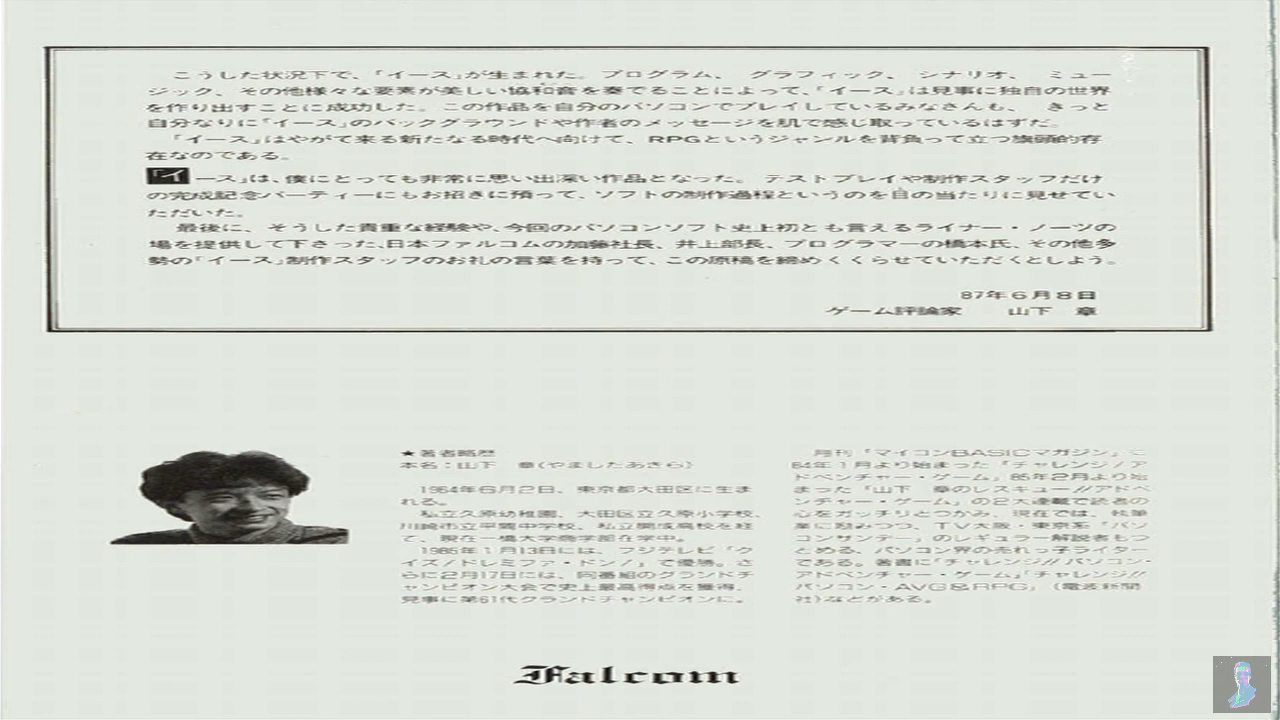 こうした状況下で、「イース」が生まれた。プログラム、グラフィック、シナリオ、ミュー
ジック、その他様々な要素が美しい協和音を奏でることによって、「イース」は見事に独自の世界
を作り出すことに成功した。この作品を自分のパソコンでプレイしているみなさんも、きっと
自分なりに「イース」のバックグラウンドや作者のメッセージを肌で感じ取っているはずだ。
「イース」はやがて来る新たなる時代へ向けて、RPGというジャンルを背負って立つ旗頭的存
在なのである。
「イース」は、僕にとっても非常に思い出深い作品となった。テストプレイや制作スタッフだけ
の完成記念パーティーにもお招きに預って、ソフトの制作過程というのを目の当たりに見せてい
ただいた。
最後に、そうした貴重な経験や、今回のパソコンソフト史上初とも言えるライナー・ノーツの
場を提供して下さった、日本ファルコムの加藤社長、井上部長、プログラマーの橋本氏、その他多
勢の「イース」制作スタッフのお礼の言葉を持って、この原稿を締めくくらせていただくとしよう。
87年6月8日
ゲーム評論家 山下 章
★著者略歴
本名：山下 章(やましたあきら)
1964年6月2日、東京都大田区に生ま
れる。
私立久原幼稚園、大田区立久原小学校、
川崎市立平間中学校、私立開成高校を経
て、現在一橋大学商学部在学中。
1985年1月13日には、フジテレビ「ク
イズ/ドレミファ・ドン/」で優勝。さ
らに2月17日には、同番組のグランドチ
ャンピオン大会で史上最高得点を獲得、
見事に第61代グランドチャンピオンに。
月刊「マイコンBASICマガジン」で
84年1月より始まった「チャレンジ/ア
ドベンチャー・ゲーム」85年2月より始
まった「山下 章のレスキュー//アドベ
ンチャー・ゲーム」の2大連載で読者の
心をガッチリとつかみ、現在では、執筆
業に励みつつ、TV大阪・東京系「パソ
コンサンデー」のレギュラー解説者もつ
とめる、パソコン界の売れっ子ライター
である。著書に「チャレンジ//パソコン・
アドベンチャー・ゲーム」「チャレンジ//
パソコン・AVG&RPG」(電波新聞
社)などがある。
Falcom